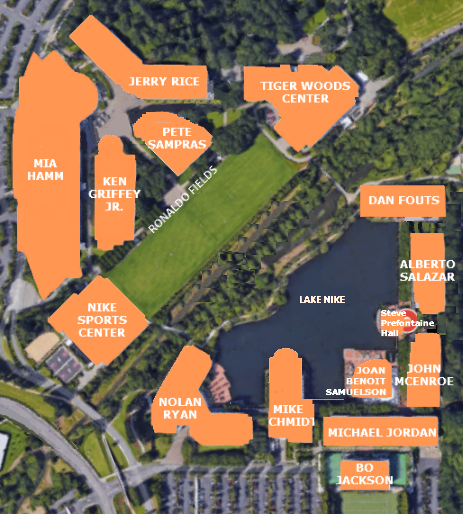 JERRY RICE
TIGER WOODS
CENTER
PETE
SAMPRAS
MIA
HAMM
KEN
GRIFFEY
JR.
RONALDO FIELDS
DAN FOUTS
ALBERTO
SALAZAR
LAKE NIKE
NIKE
SPORTS
CENTER
Steve
Prefontaine
Hall
JOAN
BENOTT
SAMUELSON
JOHN
MCENROE
NOLAN
RYAN
MIKE
CHMIDT
MICHAEL JORDAN
BO
JACKSON